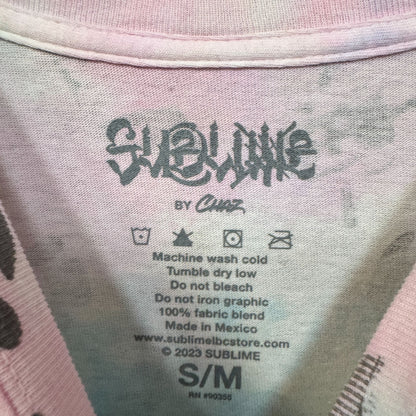 SUBLIME
BY CHAZ
Machine wash cold
Tumble dry low
Do not bleach
Do not iron graphic
100% fabric blend
Made in Mexico
www.sublimelbcstore.com
© 2023 SUBLIME
S/M
RN #90356